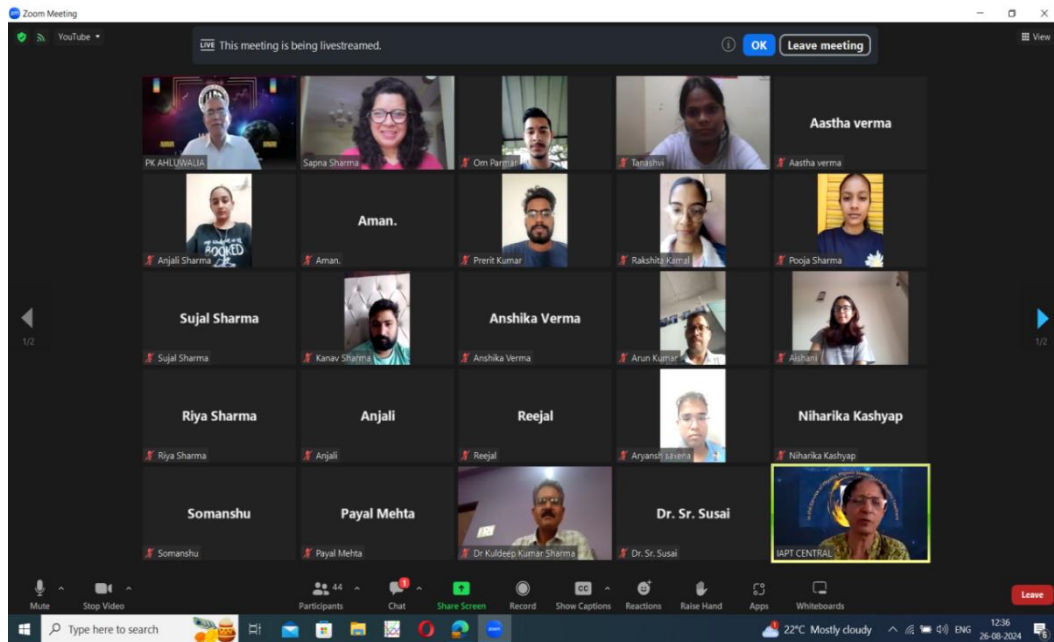 Zoom Meeting
YouTube
LIVE This meeting is being livestreamed.
OK
Leave meeting
View
PK AHLUWALIA
Sapna Sharma
Om Parmar
Tanashvi
Aastha verma
Aastha verma
Anjali Sharma
BOOKED
Aman.
Aman.
Prerit Kumar
Rakshita Kamal
Pooja Sharma
1/2
Sujal Sharma
Sujal Sharma
Kanav Sharma
Anshika Verma
Anshika Verma
Arun Kumar
Aishani
1/2
Riya Sharma
Riya Sharma
Anjali
Anjali
Reejal
Reejal
Aryansh saxena
Niharika Kashyap
Niharika Kashyap
Somanshu
Somanshu
Payal Mehta
Payal Mehta
Dr Kuldeep Kumar Sharma
Dr. Sr. Susai
Dr. Sr. Susai
IAPT CENTRAL
Mute
Stop Video
44
Participants
1
Chat
Share Screen
Record
CC
Show Captions
Reactions
Raise Hand
Apps
Whiteboards
Leave
Type here to search
22°C Mostly cloudy
ENG
12:36
26-08-2024